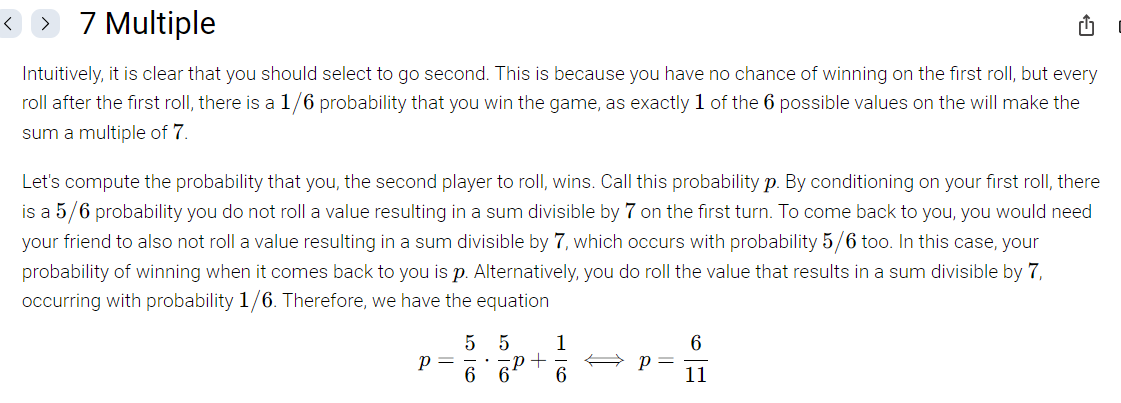 7 Multiple
Intuitively, it is clear that you should select to go second. This is because you have no chance of winning on the first roll, but every
roll after the first roll, there is a 1/6 probability that you win the game, as exactly 1 of the 6 possible values on the will make the
sum a multiple of 7.
Let's compute the probability that you, the second player to roll, wins. Call this probability p. By conditioning on your first roll, there
is a 5/6 probability you do not roll a value resulting in a sum divisible by 7 on the first turn. To come back to you, you would need
your friend to also not roll a value resulting in a sum divisible by 7, which occurs with probability 5/6 too. In this case, your
probability of winning when it comes back to you is p. Alternatively, you do roll the value that results in a sum divisible by 7,
occurring with probability 1/6. Therefore, we have the equation
p = 5/6 · 5/6 p + 1/6 ⟺ p = 6/11